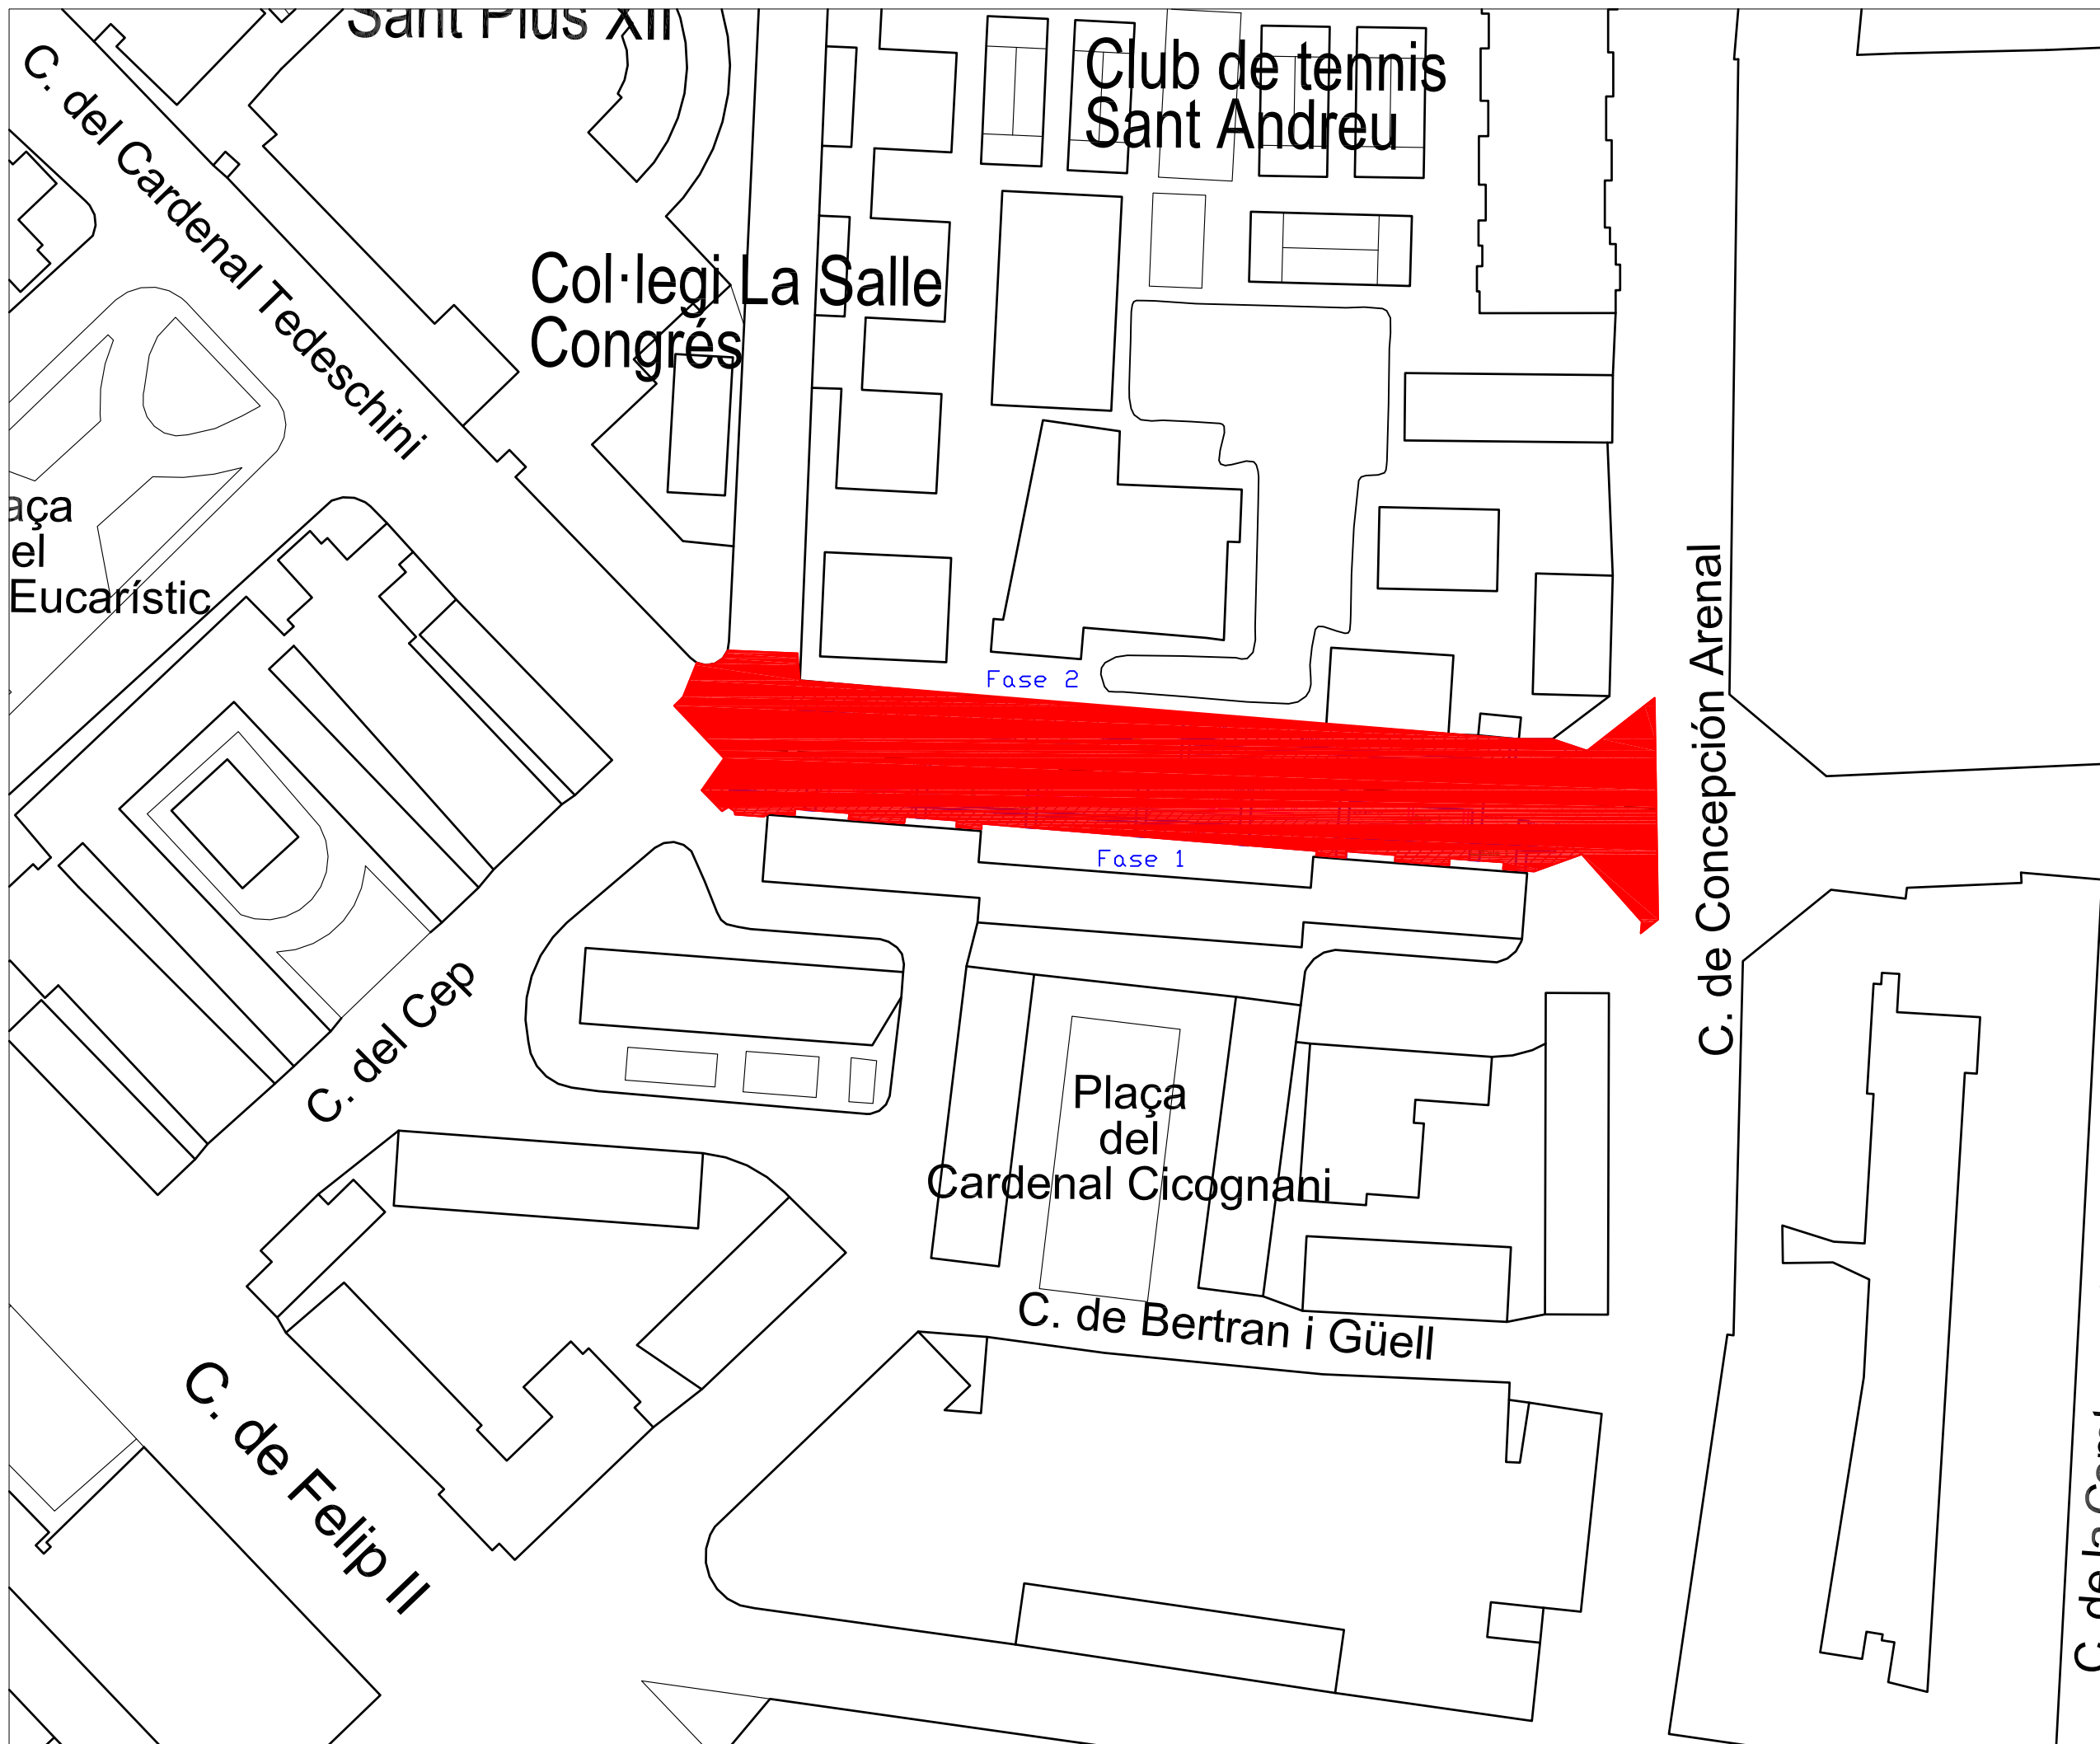 Sant Pius XII
Club de tennis
Sant Andreu
C. del Cardenal Tedeschini
Col·legi La Salle
Congrés
aça
el
Eucarístic
Fase 2
C. de Concepción Arenal
Fase 1
C. del Cep
Plaça
del
Cardenal Cicognani
C. de Bertran i Güell
C. de Felip II
C. de la